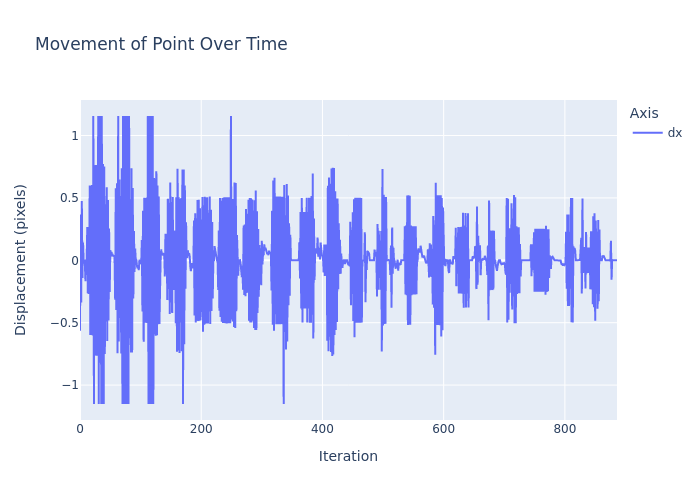 Movement of Point Over Time
Axis
dx
1
0.5
0
−0.5
−1
Displacement (pixels)
0 200 400 600 800
Iteration